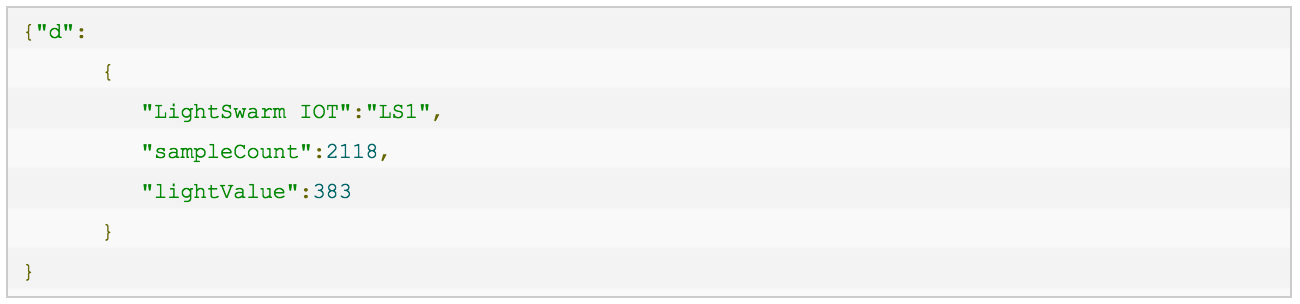 {"d":
{
"LightSwarm IOT":"LS1",
"sampleCount":2118,
"lightValue":383
}
}